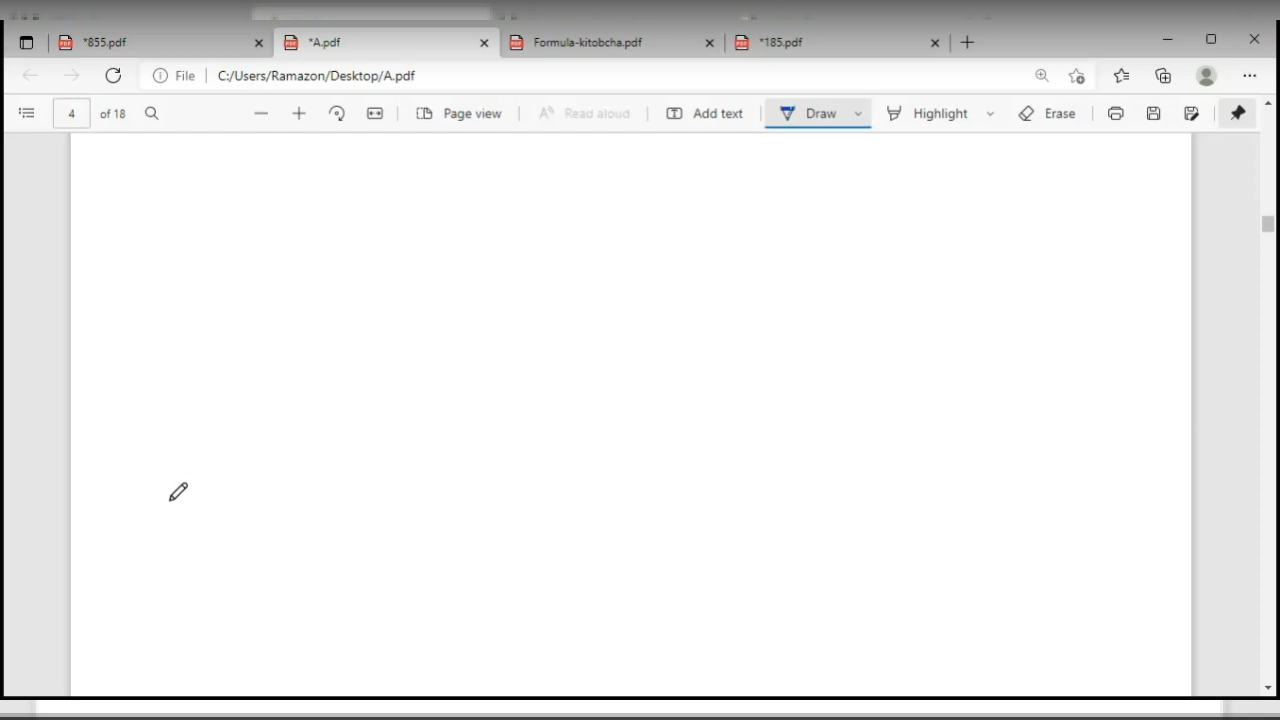 *855.pdf
*A.pdf
Formula-kitobcha.pdf
*185.pdf
File
C:/Users/Ramazon/Desktop/A.pdf
4 of 18
Page view
Read aloud
Add text
Draw
Highlight
Erase